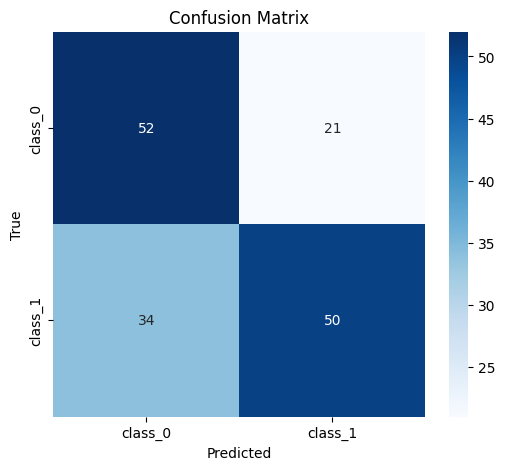 Confusion Matrix
True
class_0
class_1
52 21
34 50
class_0 class_1
Predicted
50
45
40
35
30
25